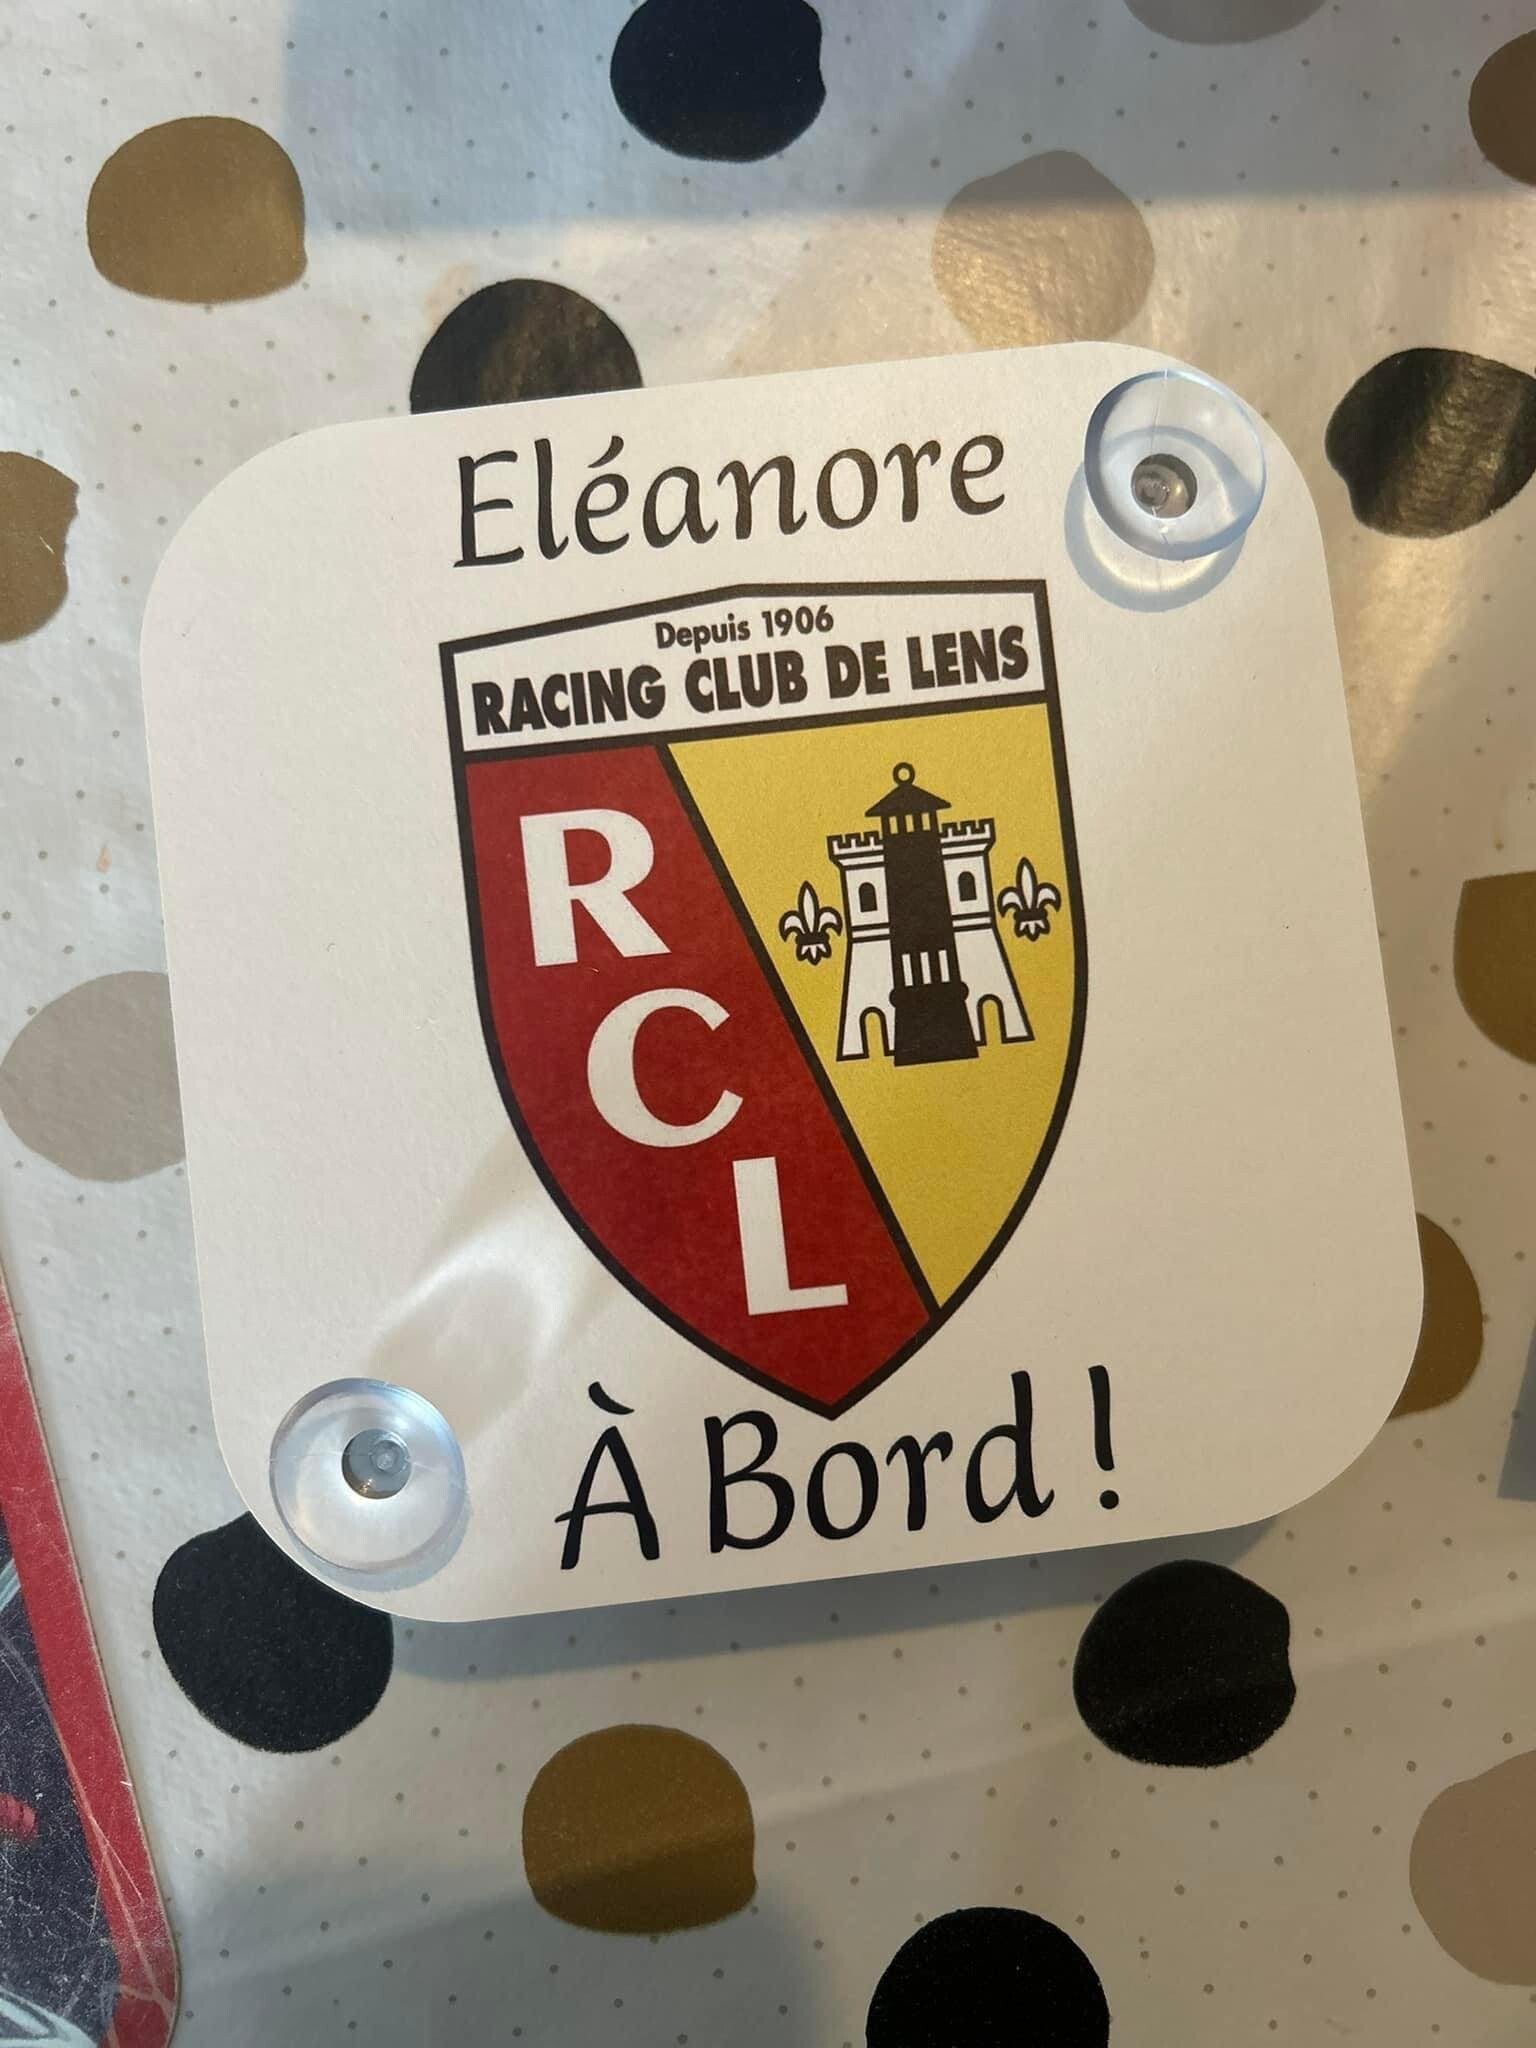 Eléanore
Depuis 1906
RACING CLUB DE LENS
R
C
L
À Bord !